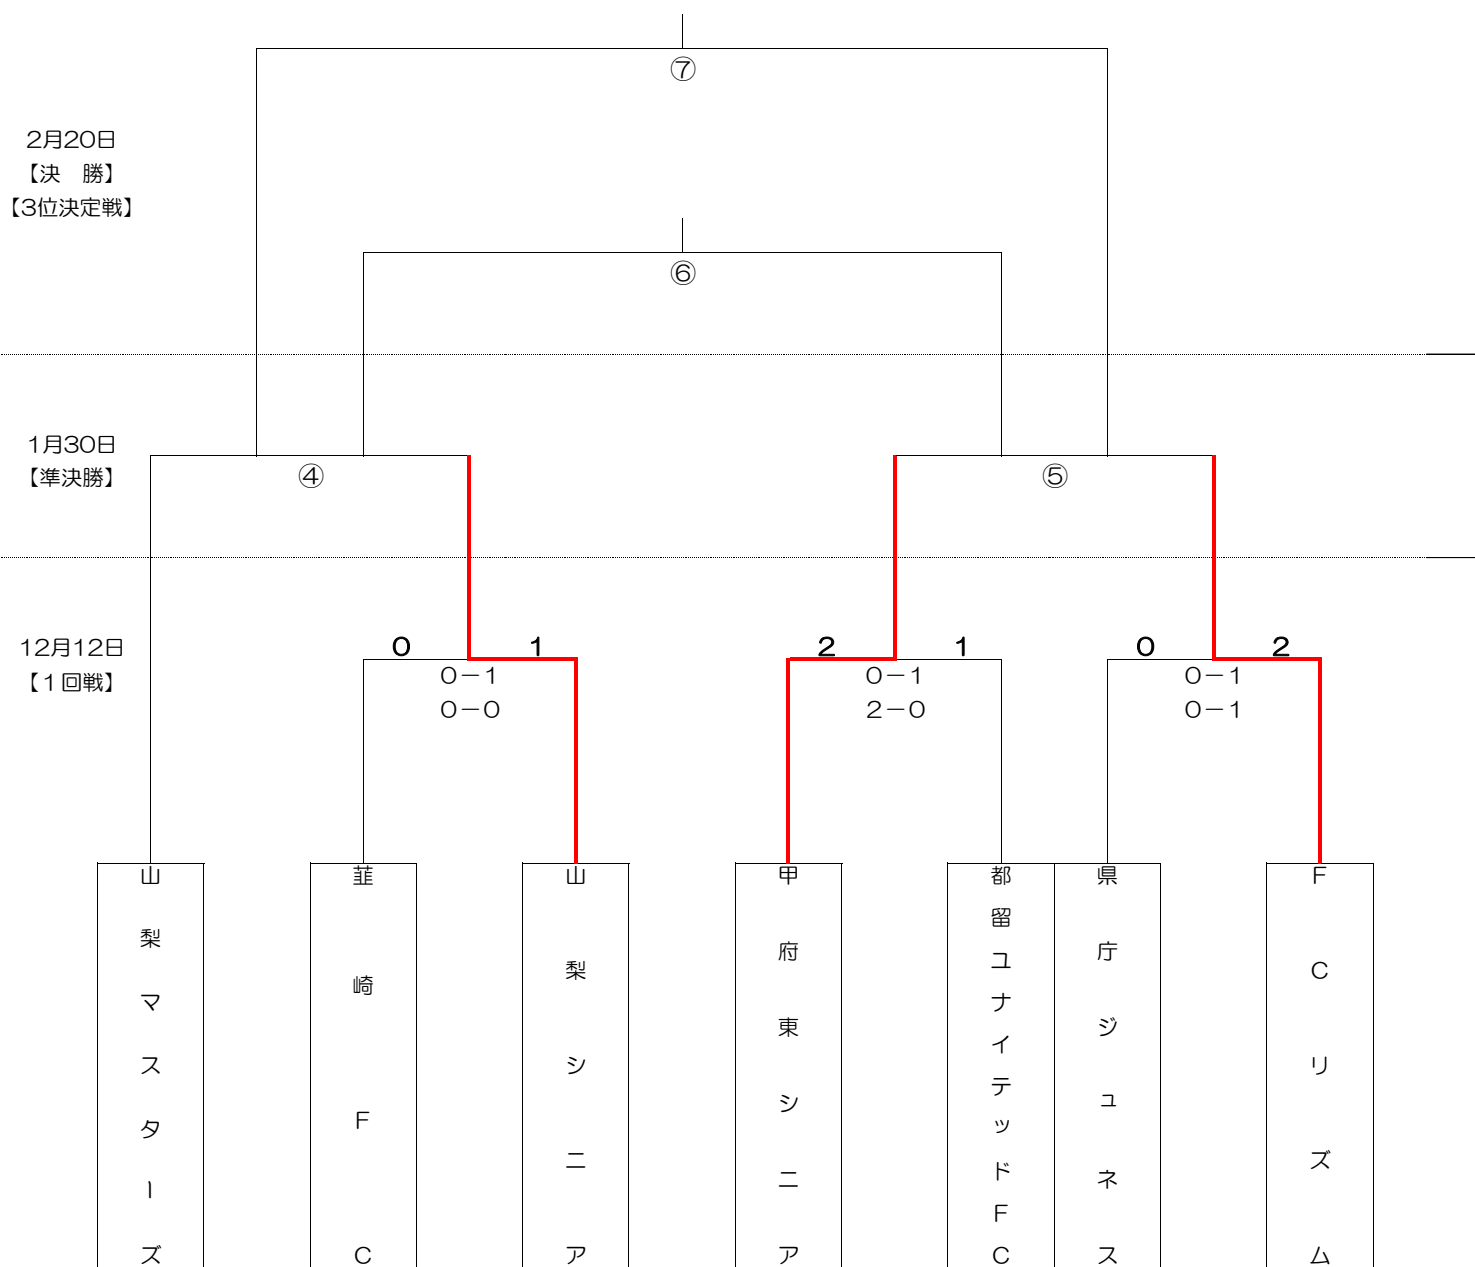 ⑦
2月20日
【決　勝】
【3位決定戦】
⑥
1月30日
【準決勝】
④
⑤
12月12日
【1回戦】
0 1
0－1
0－0
2 1
0－1
2－0
0 2
0－1
0－1
山梨マスターズ
韮崎FC
山梨シニア
甲府東シニア
都留ユナイテッドFC
県庁ジュネス
FCリズム